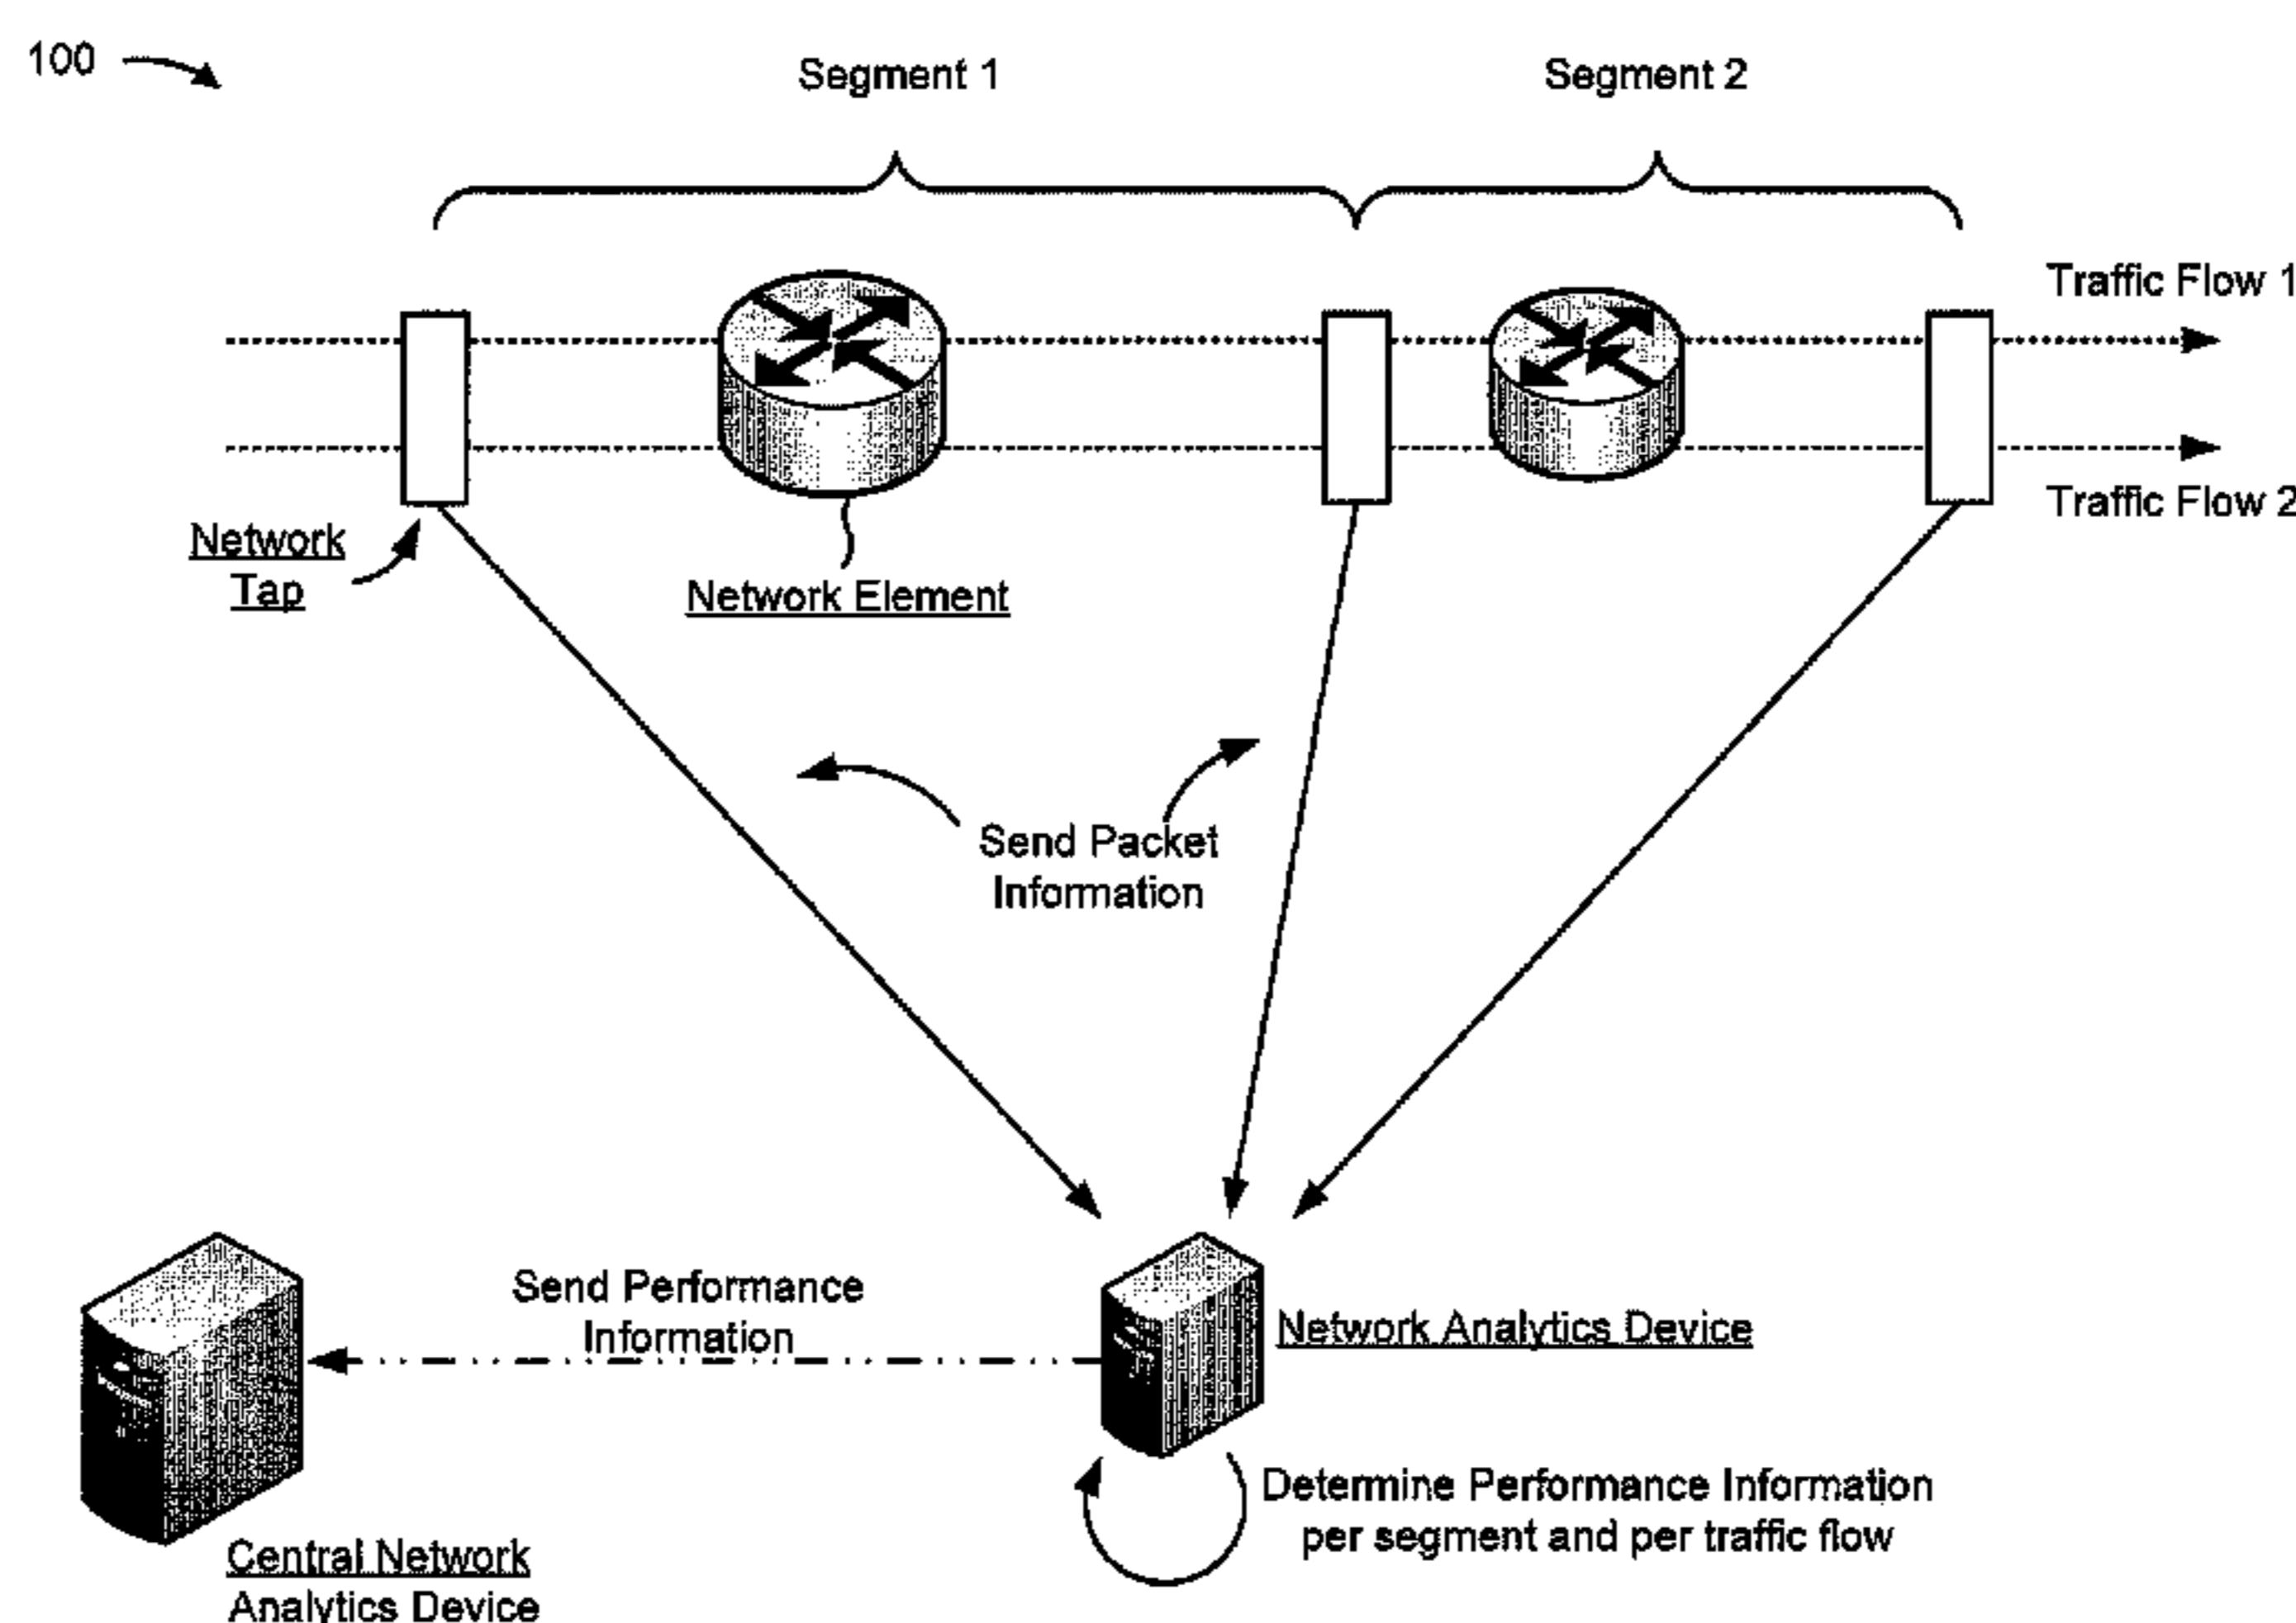 100
Segment 1
Segment 2
Traffic Flow 1
Traffic Flow 2
Network
Tap
Network Element
Send Packet
Information
Send Performance
Information
Network Analytics Device
Determine Performance Information
per segment and per traffic flow
Central Network
Analytics Device